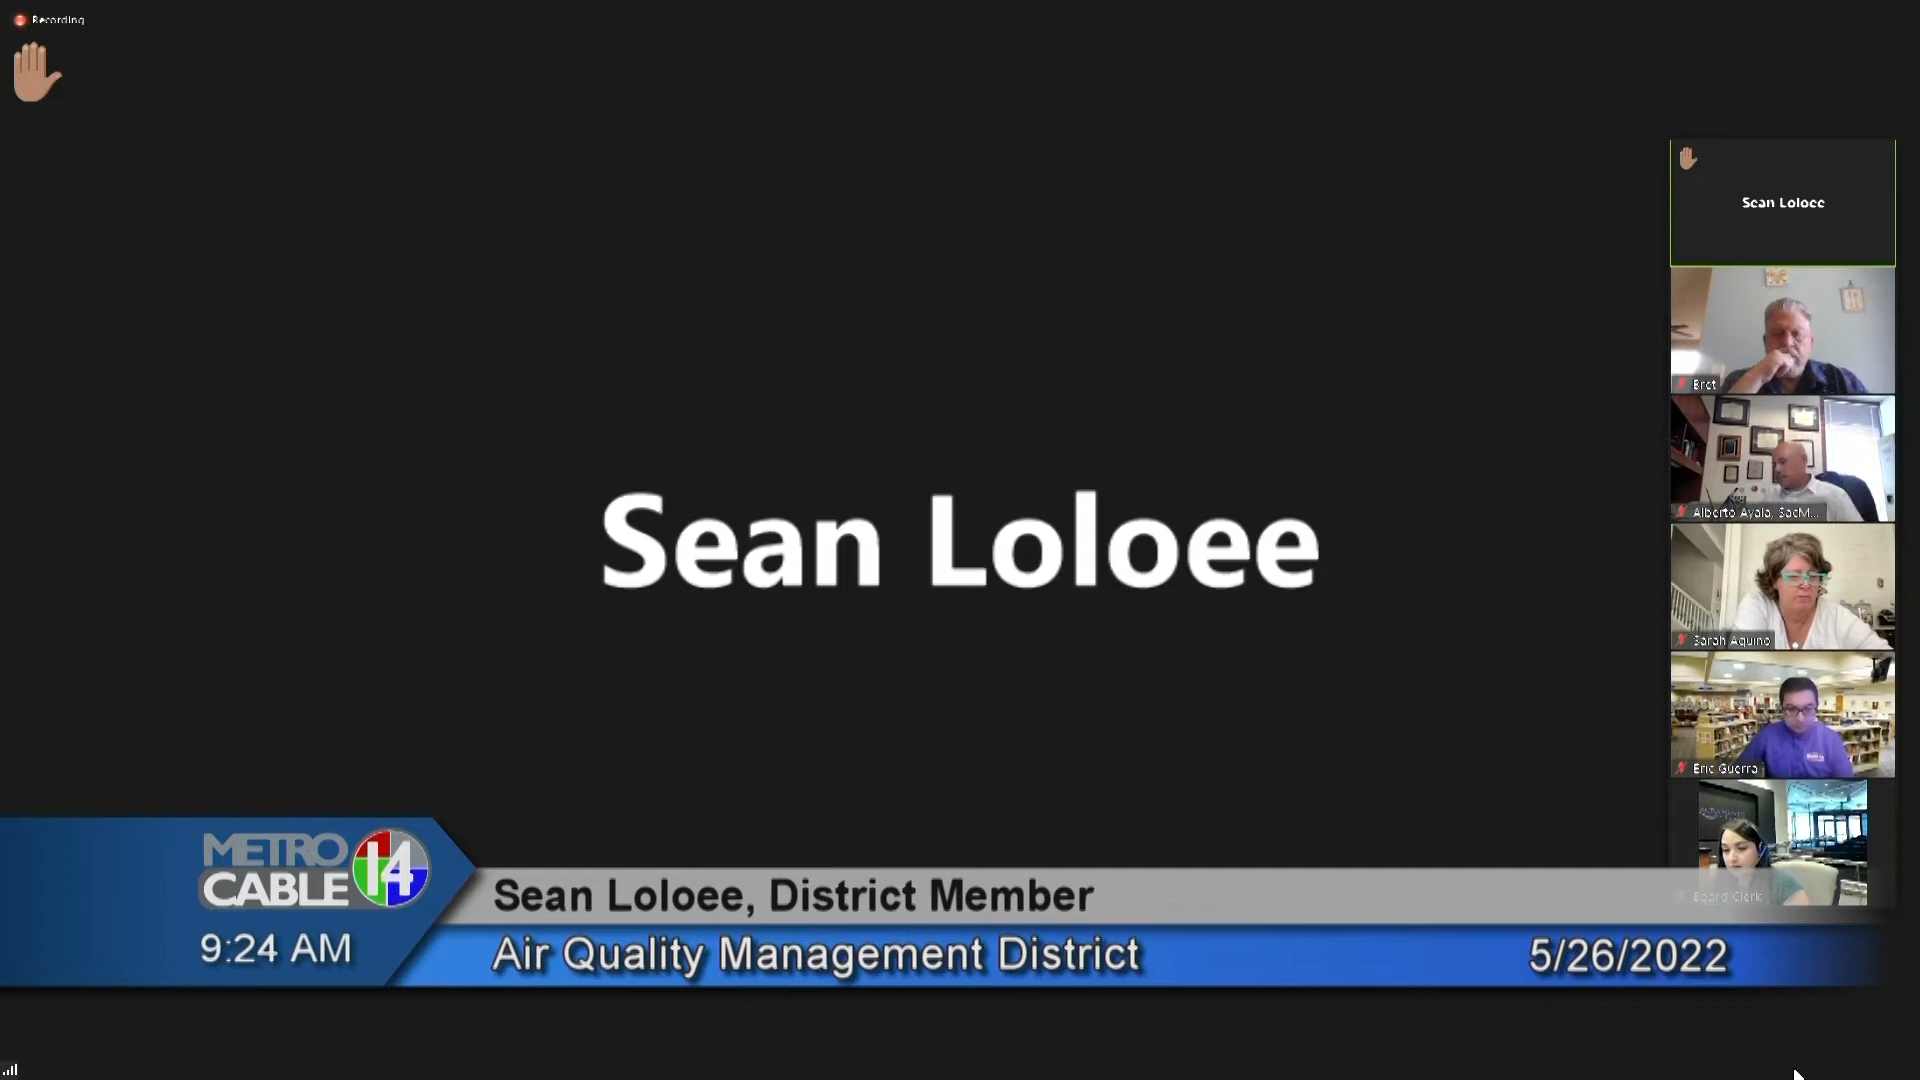 Recording
Sean Loloee
Bret
Alberto Ayala, SacM...
Sean Loloee
Sarah Aquino
Eric Guerra
METRO
CABLE 14
Sean Loloee, District Member
Board Clerk
9:24 AM
Air Quality Management District
5/26/2022